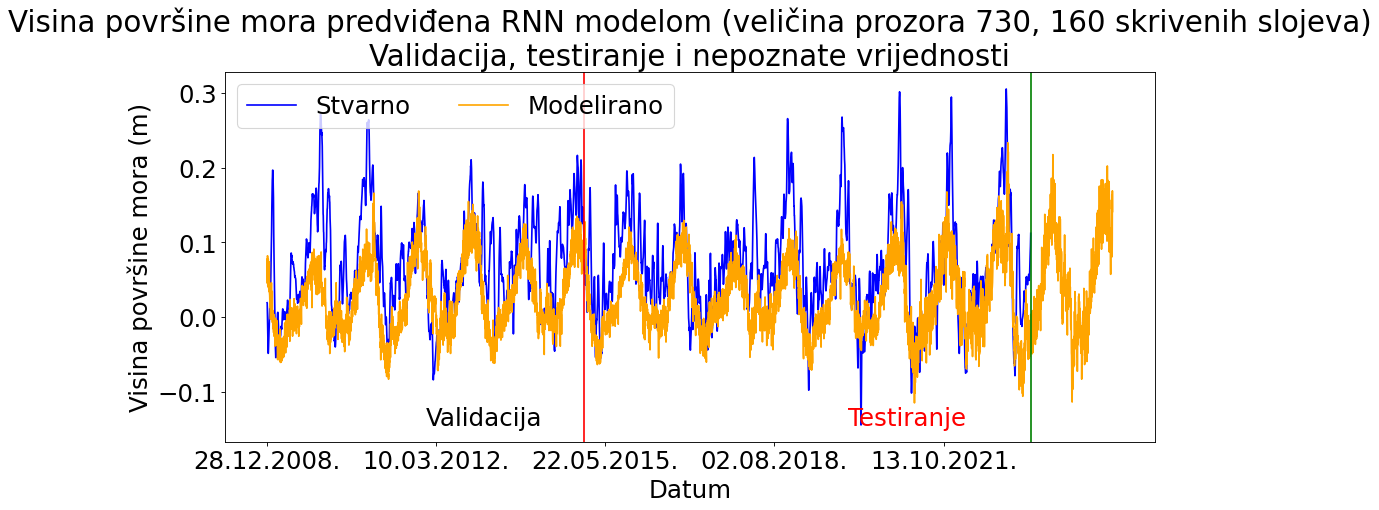 Visina površine mora predviđena RNN modelom (veličina prozora 730, 160 skrivenih slojeva)
Validacija, testiranje i nepoznate vrijednosti
Stvarno
Modelirano
Visina površine mora (m)
0.3
0.2
0.1
0.0
−0.1
Validacija
Testiranje
28.12.2008.
10.03.2012.
22.05.2015.
02.08.2018.
13.10.2021.
Datum